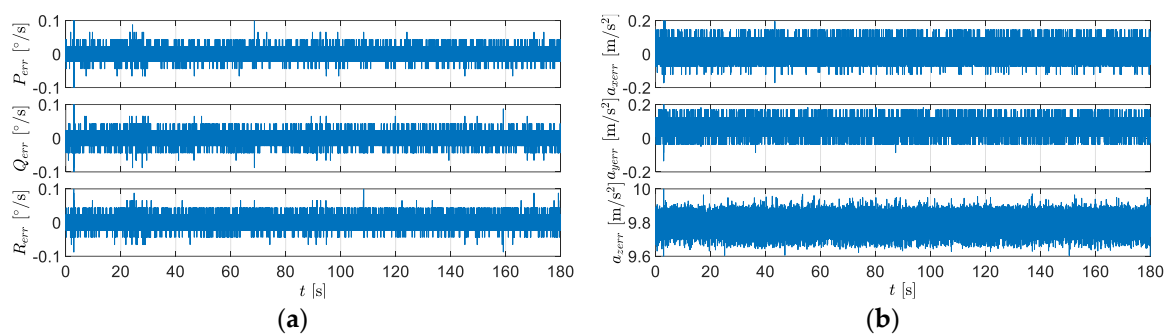 0.1
0
-0.1
P_err [°/s]
0.1
0
-0.1
Q_err [°/s]
0.1
0
-0.1
R_err [°/s]
0 20 40 60 80 100 120 140 160 180
t [s]
(a)
0.2
0
-0.2
a_xerr [m/s²]
0.2
0
-0.2
a_yerr [m/s²]
10
9.8
9.6
a_zerr [m/s²]
0 20 40 60 80 100 120 140 160 180
t [s]
(b)